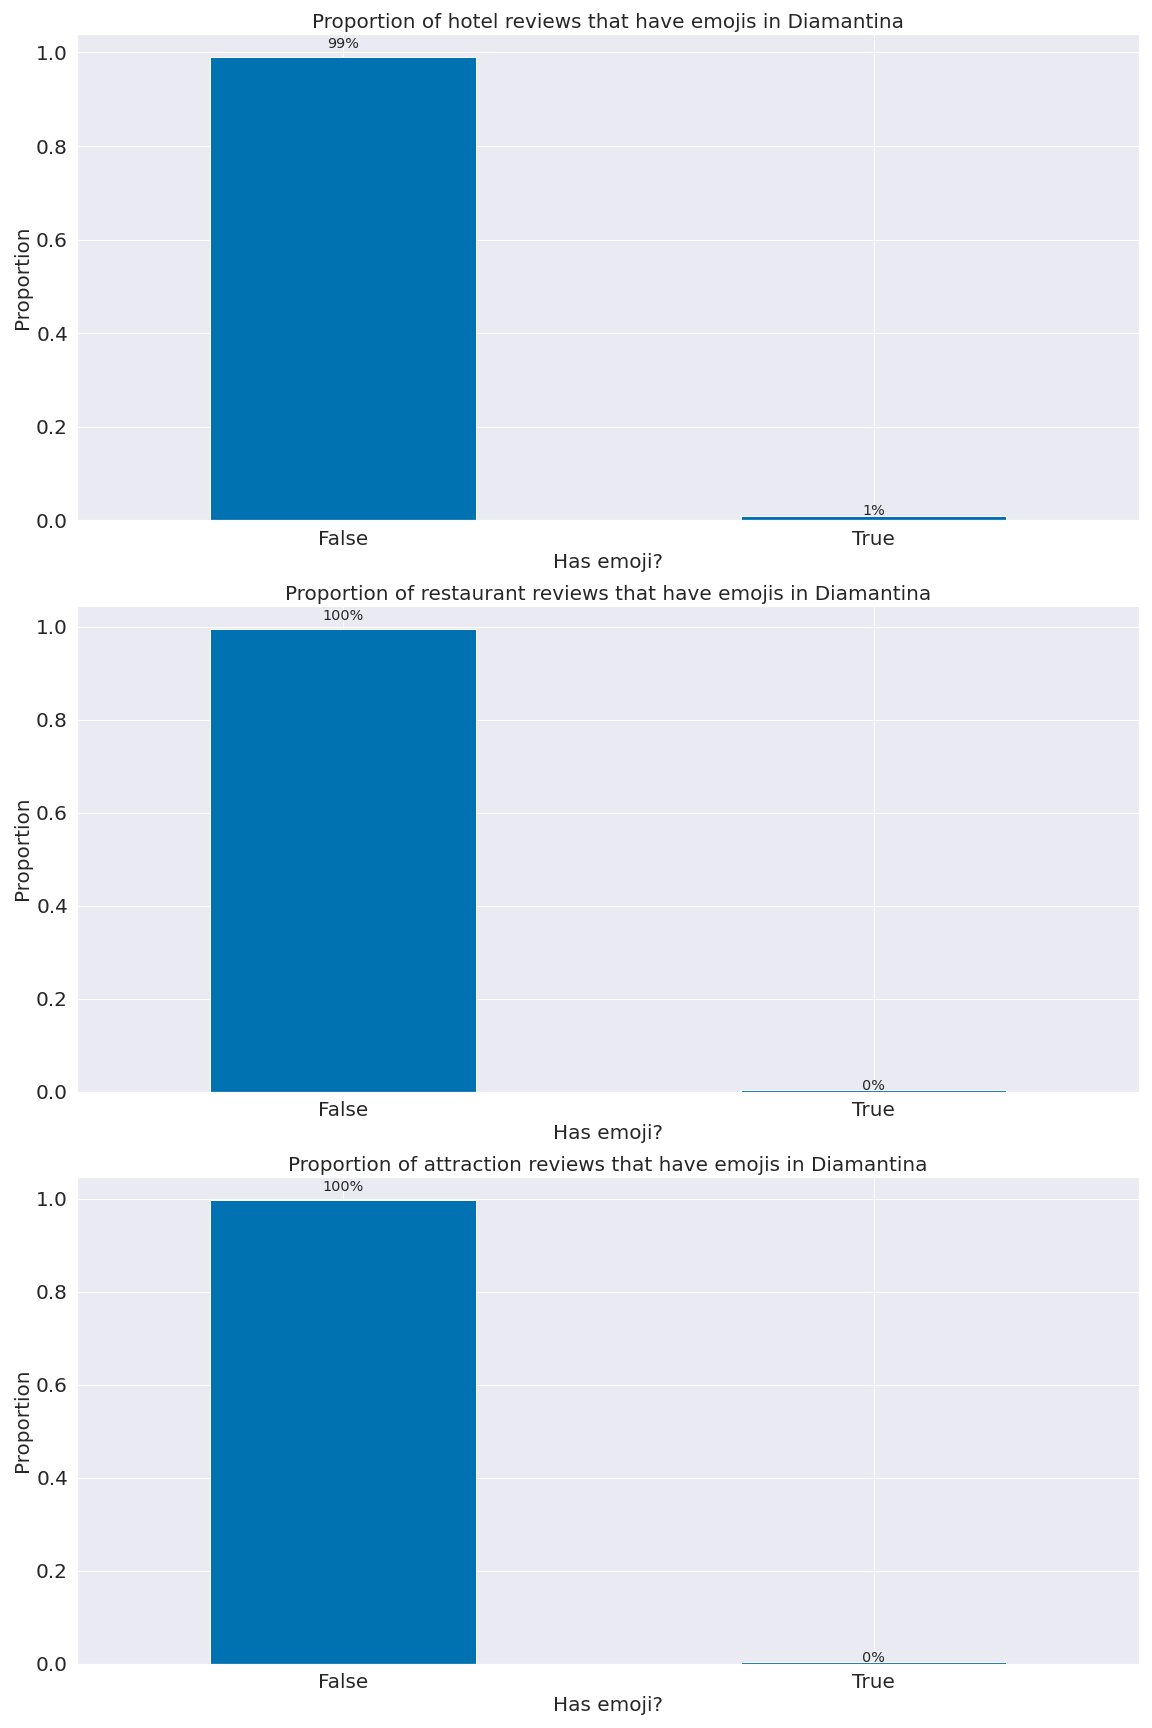 Proportion of hotel reviews that have emojis in Diamantina
99%
1.0
0.8
0.6
0.4
0.2
0.0
Proportion
1%
False True
Has emoji?
Proportion of restaurant reviews that have emojis in Diamantina
100%
1.0
0.8
0.6
0.4
0.2
0.0
Proportion
0%
False True
Has emoji?
Proportion of attraction reviews that have emojis in Diamantina
100%
1.0
0.8
0.6
0.4
0.2
0.0
Proportion
0%
False True
Has emoji?